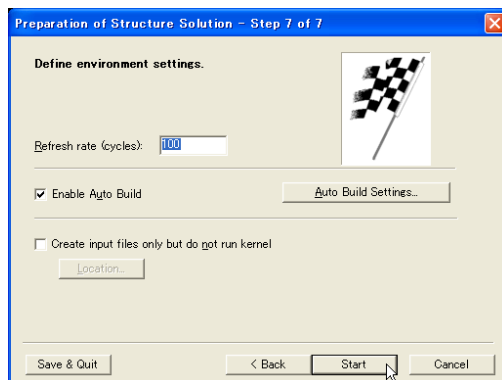 Preparation of Structure Solution - Step 7 of 7
Define environment settings.
Refresh rate (cycles): 100
Enable Auto Build Auto Build Settings...
Create input files only but do not run kernel
Location...
Save & Quit < Back Start Cancel